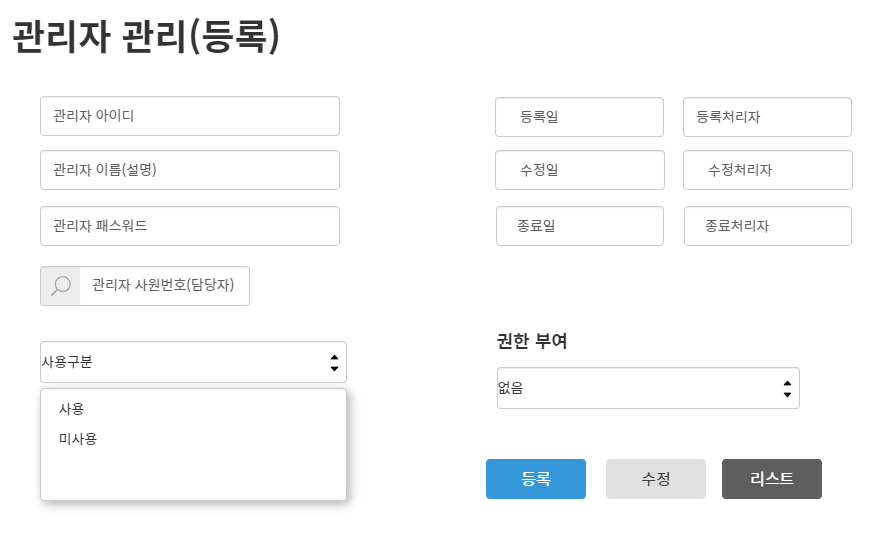 관리자 관리(등록)
관리자 아이디
등록일
등록처리자
관리자 이름(설명)
수정일
수정처리자
관리자 패스워드
종료일
종료처리자
관리자 사원번호(담당자)
사용구분
사용
미사용
권한 부여
없음
등록
수정
리스트